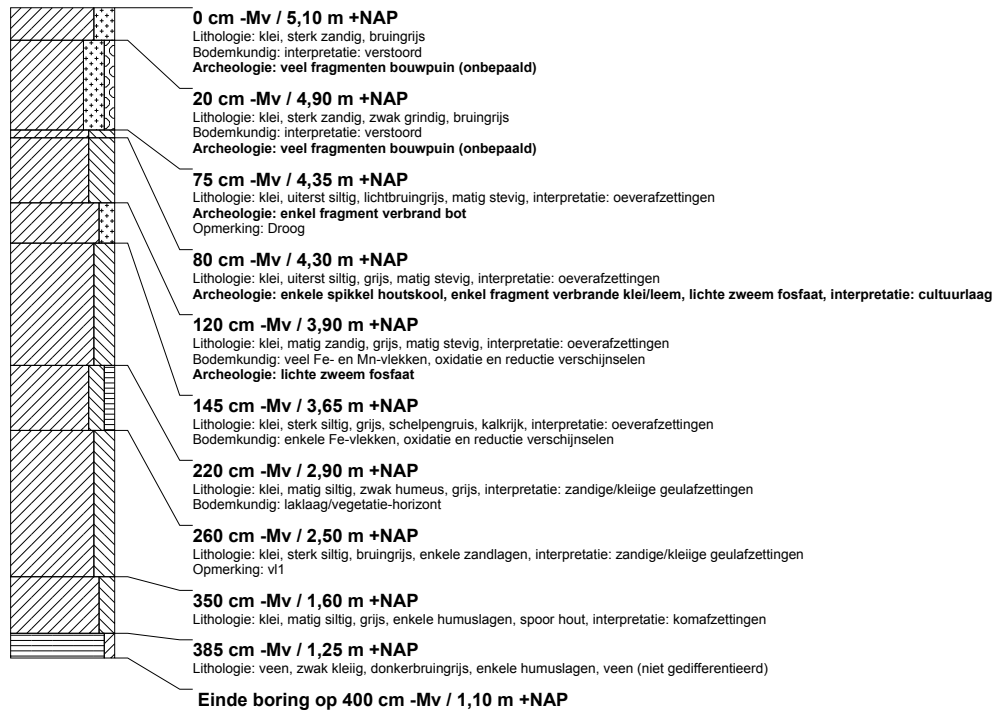 0 cm -Mv / 5,10 m +NAP
Lithologie: klei, sterk zandig, bruingrijs
Bodemkundig: interpretatie: verstoord
Archeologie: veel fragmenten bouwpuin (onbepaald)
20 cm -Mv / 4,90 m +NAP
Lithologie: klei, sterk zandig, zwak grindig, bruingrijs
Bodemkundig: interpretatie: verstoord
Archeologie: veel fragmenten bouwpuin (onbepaald)
75 cm -Mv / 4,35 m +NAP
Lithologie: klei, uiterst siltig, lichtbruingrijs, matig stevig, interpretatie: oeverafzettingen
Archeologie: enkel fragment verbrand bot
Opmerking: Droog
80 cm -Mv / 4,30 m +NAP
Lithologie: klei, uiterst siltig, grijs, matig stevig, interpretatie: oeverafzettingen
Archeologie: enkele spikkel houtskool, enkel fragment verbrande klei/leem, lichte zweem fosfaat, interpretatie: cultuurlaag
120 cm -Mv / 3,90 m +NAP
Lithologie: klei, matig zandig, grijs, matig stevig, interpretatie: oeverafzettingen
Bodemkundig: veel Fe- en Mn-vlekken, oxidatie en reductie verschijnselen
Archeologie: lichte zweem fosfaat
145 cm -Mv / 3,65 m +NAP
Lithologie: klei, sterk siltig, grijs, schelpengruis, kalkrijk, interpretatie: oeverafzettingen
Bodemkundig: enkele Fe-vlekken, oxidatie en reductie verschijnselen
220 cm -Mv / 2,90 m +NAP
Lithologie: klei, matig siltig, zwak humeus, grijs, interpretatie: zandige/kleiige geulafzettingen
Bodemkundig: laklaag/vegetatie-horizont
260 cm -Mv / 2,50 m +NAP
Lithologie: klei, sterk siltig, bruingrijs, enkele zandlagen, interpretatie: zandige/kleiige geulafzettingen
Opmerking: vl1
350 cm -Mv / 1,60 m +NAP
Lithologie: klei, matig siltig, grijs, enkele humuslagen, spoor hout, interpretatie: komafzettingen
385 cm -Mv / 1,25 m +NAP
Lithologie: veen, zwak kleiig, donkerbruingrijs, enkele humuslagen, veen (niet gedifferentieerd)
Einde boring op 400 cm -Mv / 1,10 m +NAP